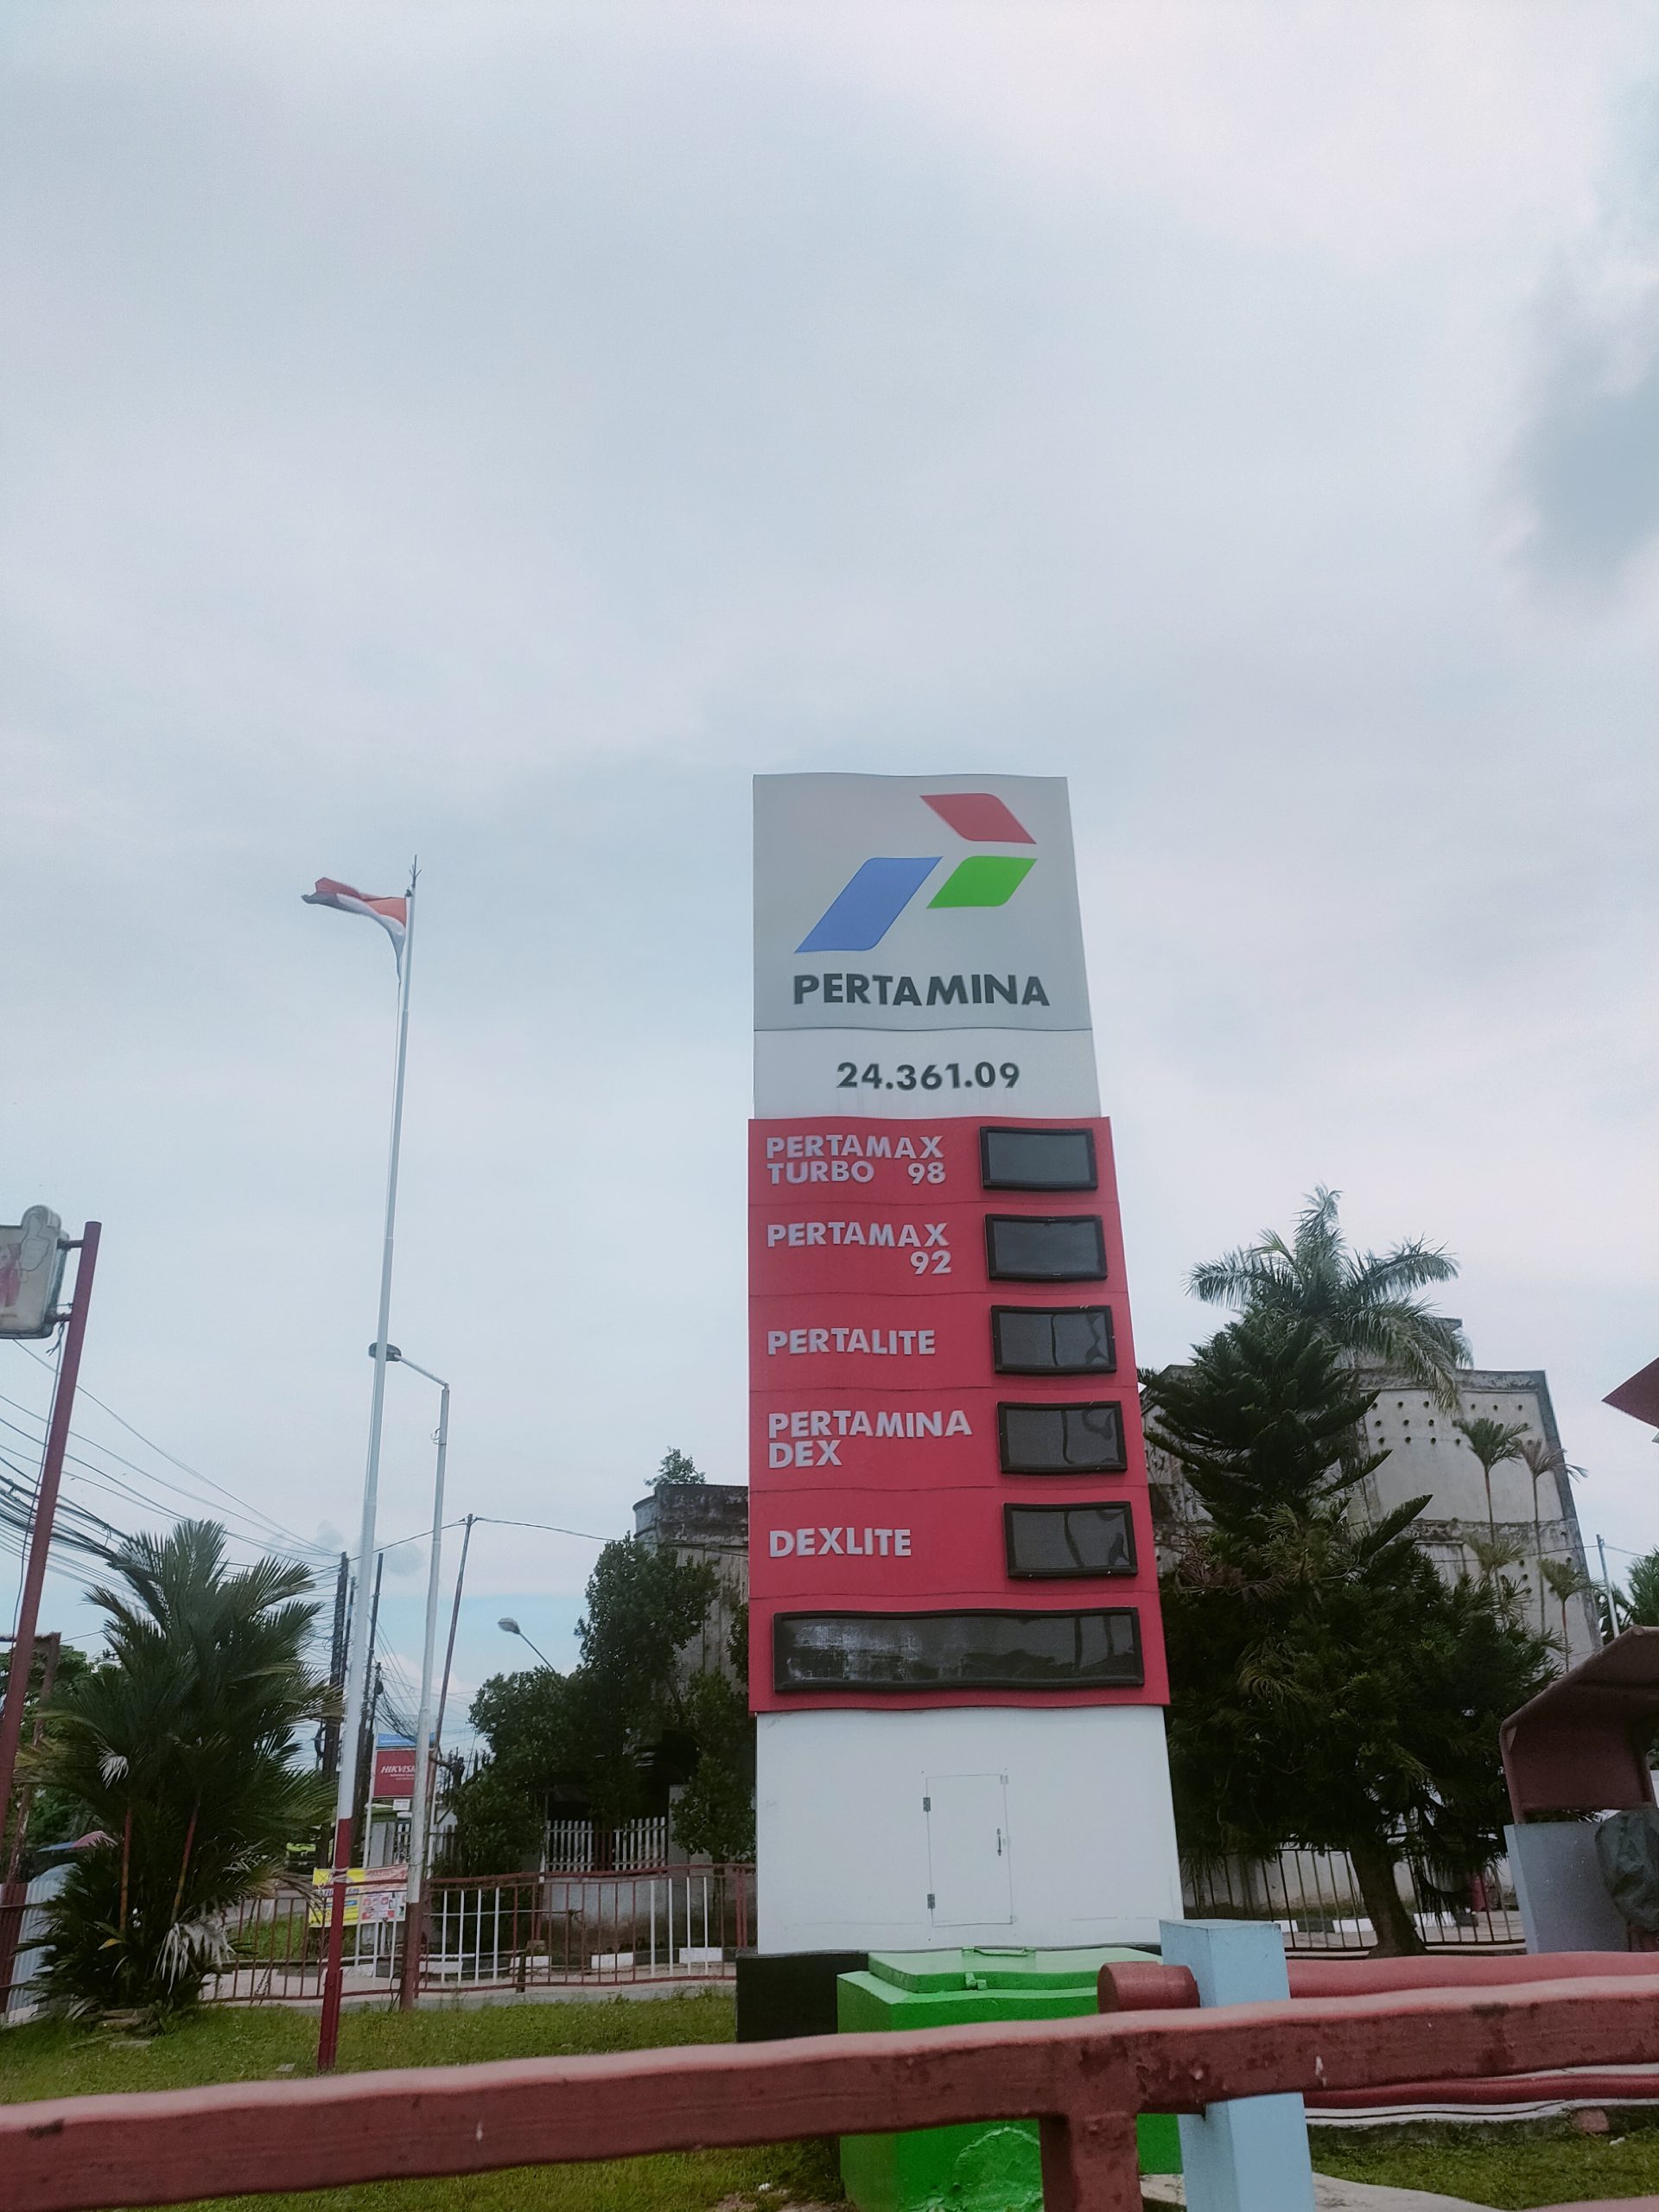 PERTAMINA
24.361.09
PERTAMAX
TURBO 98
PERTAMAX
92
PERTALITE
PERTAMINA
DEX
DEXLITE